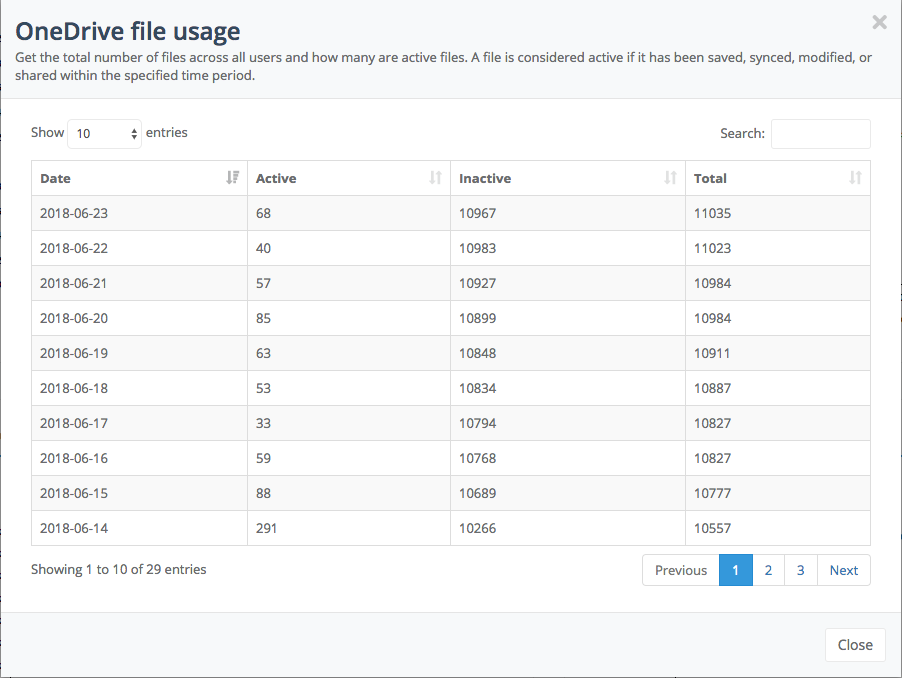 OneDrive file usage
Get the total number of files across all users and how many are active files. A file is considered active if it has been saved, synced, modified, or
shared within the specified time period.
Show 10 entries Search:
Date Active Inactive Total
2018-06-23 68 10967 11035
2018-06-22 40 10983 11023
2018-06-21 57 10927 10984
2018-06-20 85 10899 10984
2018-06-19 63 10848 10911
2018-06-18 53 10834 10887
2018-06-17 33 10794 10827
2018-06-16 59 10768 10827
2018-06-15 88 10689 10777
2018-06-14 291 10266 10557
Showing 1 to 10 of 29 entries Previous 1 2 3 Next
Close